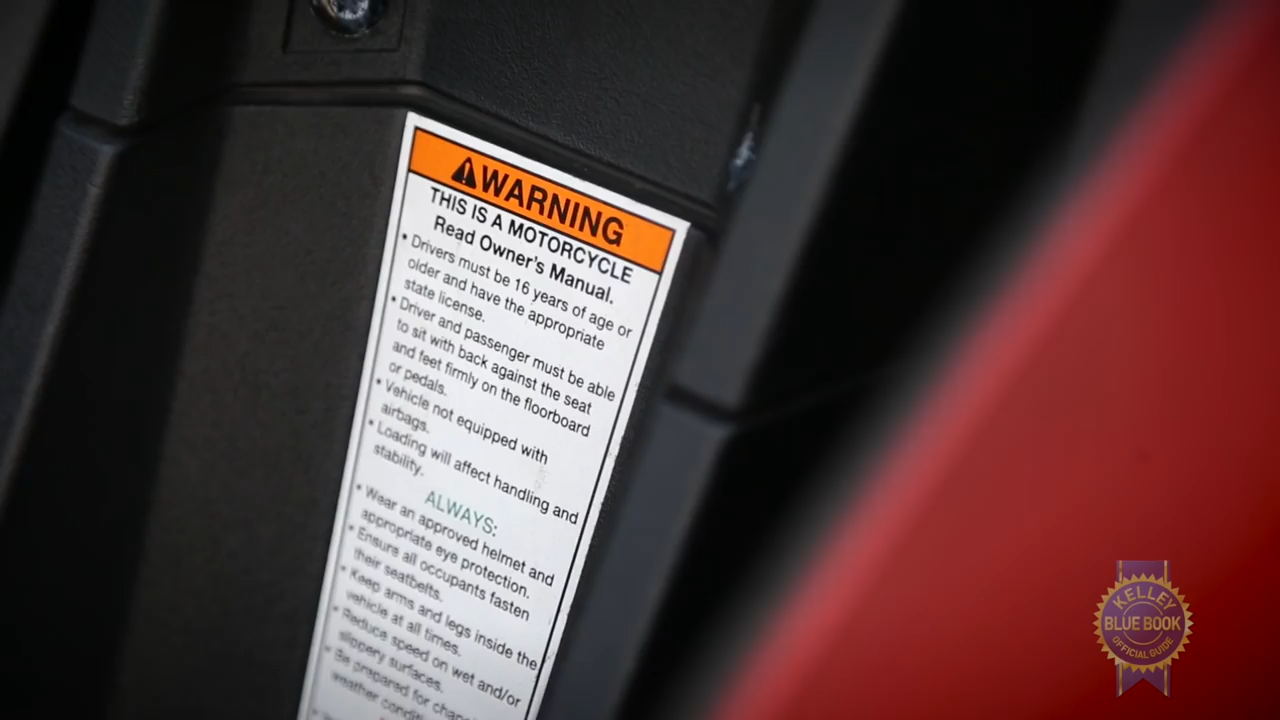 WARNING
THIS IS A MOTORCYCLE
Read Owner's Manual.
• Drivers must be 16 years of age or
older and have the appropriate
state license.
• Driver and passenger must be able
to sit with back against the seat
and feet firmly on the floorboard
or pedals.
• Vehicle not equipped with
airbags.
• Loading will affect handling and
stability.
ALWAYS:
• Wear an approved helmet and
appropriate eye protection.
• Ensure all occupants fasten
their seatbelts.
• Keep arms and legs inside the
vehicle at all times.
• Reduce speed on wet and/or
slippery surfaces.
• Be prepared for
weather
KELLEY
BLUE BOOK
OFFICIAL GUIDE